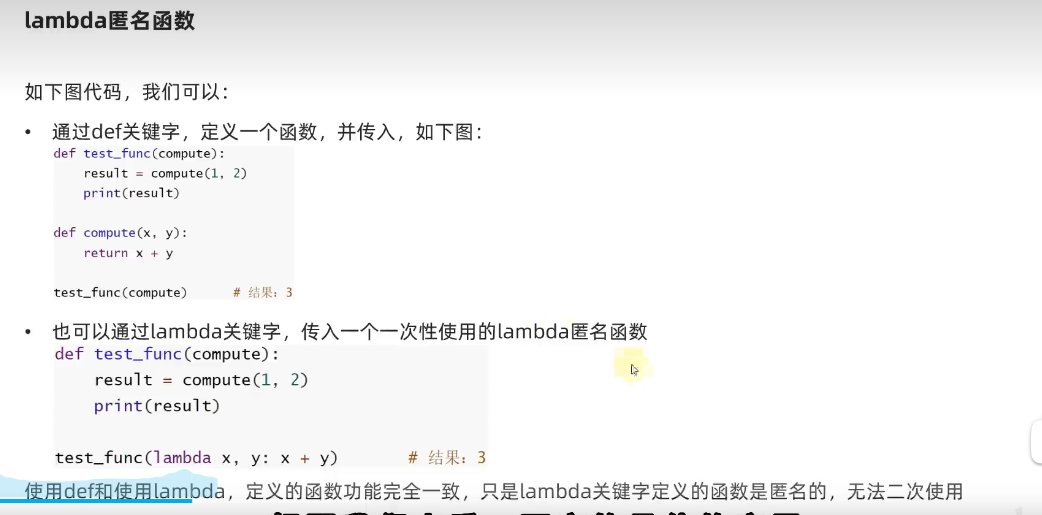 lambda匿名函数
如下图代码，我们可以：
• 通过def关键字，定义一个函数，并传入，如下图：
def test_func(compute):
    result = compute(1, 2)
    print(result)
def compute(x, y):
    return x + y
test_func(compute)      # 结果：3
• 也可以通过lambda关键字，传入一个一次性使用的lambda匿名函数
def test_func(compute):
    result = compute(1, 2)
    print(result)
test_func(lambda x, y: x + y)       # 结果：3
使用def和使用lambda，定义的函数功能完全一致，只是lambda关键字定义的函数是匿名的，无法二次使用